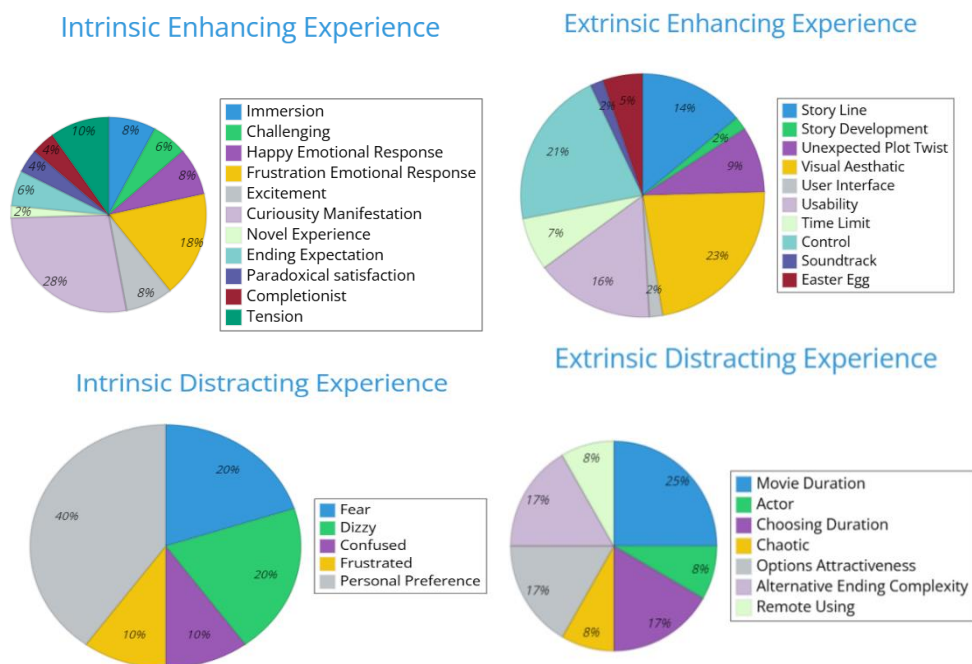 Intrinsic Enhancing Experience
8%
6%
8%
18%
8%
28%
2%
6%
4%
4%
10%
Immersion
Challenging
Happy Emotional Response
Frustration Emotional Response
Excitement
Curiousity Manifestation
Novel Experience
Ending Expectation
Paradoxical satisfaction
Completionist
Tension
Extrinsic Enhancing Experience
14%
2%
9%
23%
2%
16%
7%
21%
2%
5%
Story Line
Story Development
Unexpected Plot Twist
Visual Aesthatic
User Interface
Usability
Time Limit
Control
Soundtrack
Easter Egg
Intrinsic Distracting Experience
20%
20%
10%
10%
40%
Fear
Dizzy
Confused
Frustrated
Personal Preference
Extrinsic Distracting Experience
25%
8%
17%
8%
17%
17%
8%
Movie Duration
Actor
Choosing Duration
Chaotic
Options Attractiveness
Alternative Ending Complexity
Remote Using